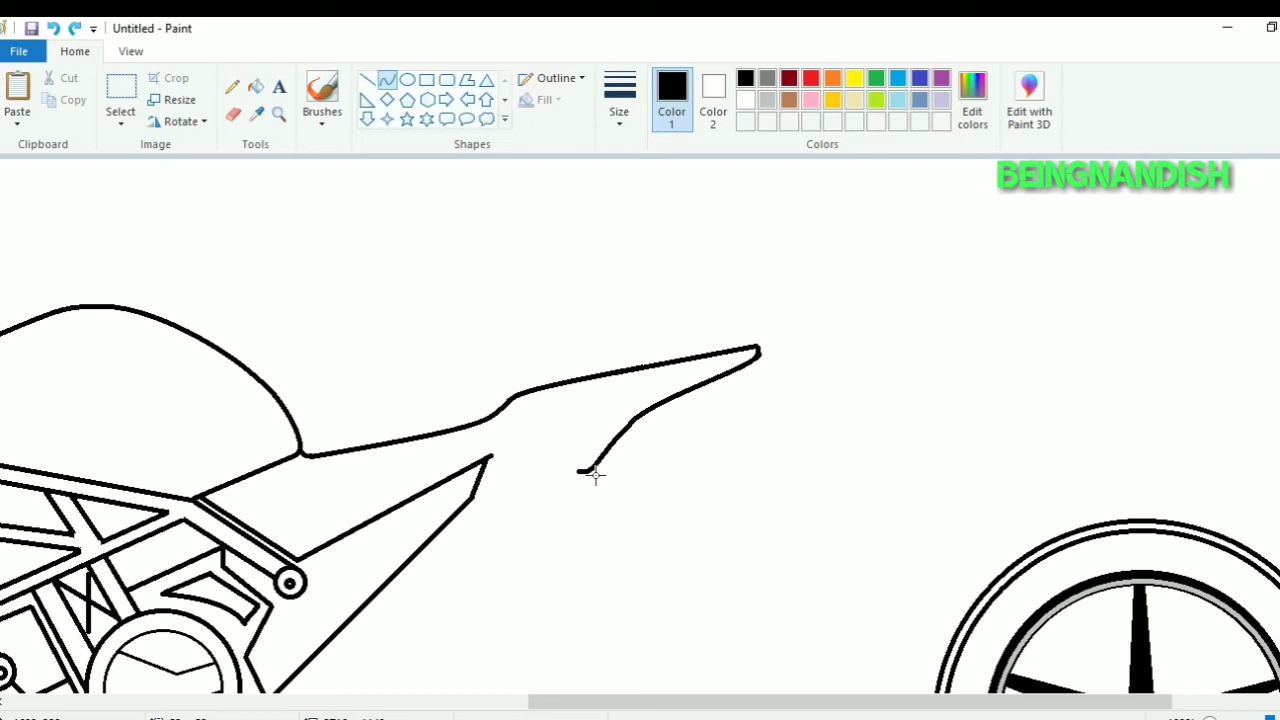 Untitled - Paint
File Home View
Paste
Cut
Copy
Clipboard
Select
Crop
Resize
Rotate
Image
Tools
Brushes
Outline
Fill
Shapes
Size
Color 1
Color 2
Edit colors
Edit with Paint 3D
Colors
BEINGNANDISH